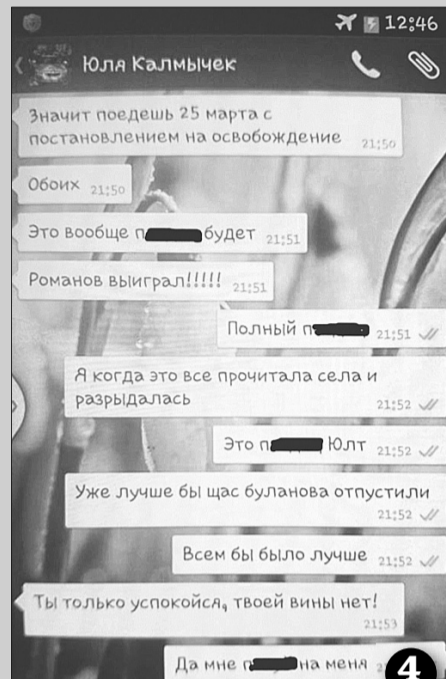 12:46
Юля Калмычек
Значит поедешь 25 марта с
постановлением на освобождение 21:50
Обоих 21:50
Это вообще п будет 21:51
Романов выиграл!!!!! 21:51
Полный п 21:51
Я когда это все прочитала села и
разрыдалась 21:52
Это п Юлт 21:52
Уже лучше бы щас буланова отпустили
21:52
Всем бы было лучше 21:52
Ты только успокойся, твоей вины нет!
21:53
Да мне п на меня
4